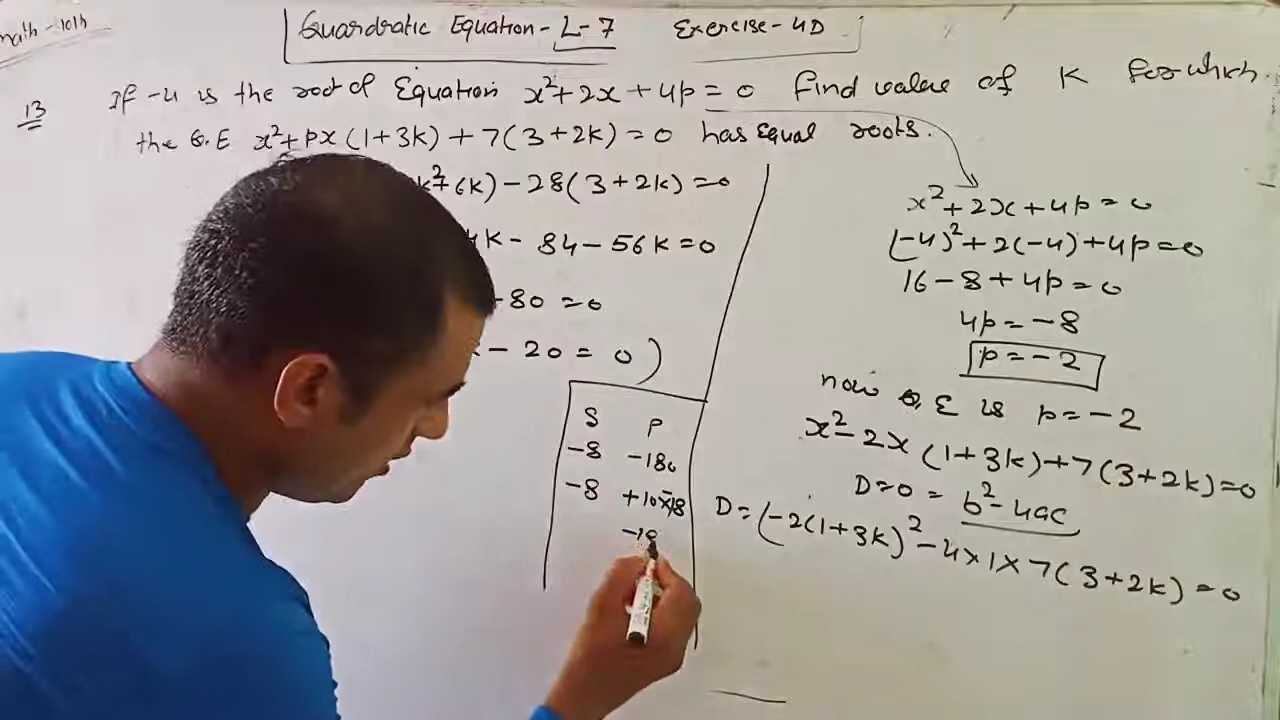 math - 10th
Quardratic Equation - L-7 Exercise - 4D
13 If -4 is the root of Equation x²+2x+4p=0 find value of K for which
the Q.E x²+px(1+3k)+7(3+2k)=0 has Equal roots.
k²+6k)-28(3+2k)=0
4k-84-56k=0
-80=0
-20=0)
S P
-8 -180
-8 +10×-18
x²+2x+4p=0
(-4)²+2(-4)+4p=0
16-8+4p=0
4p=-8
p=-2
now Q.E is p=-2
x²-2x(1+3k)+7(3+2k)=0
D=0=b²-4ac
D=(-2(1+3k)²-4×1×7(3+2k)=0